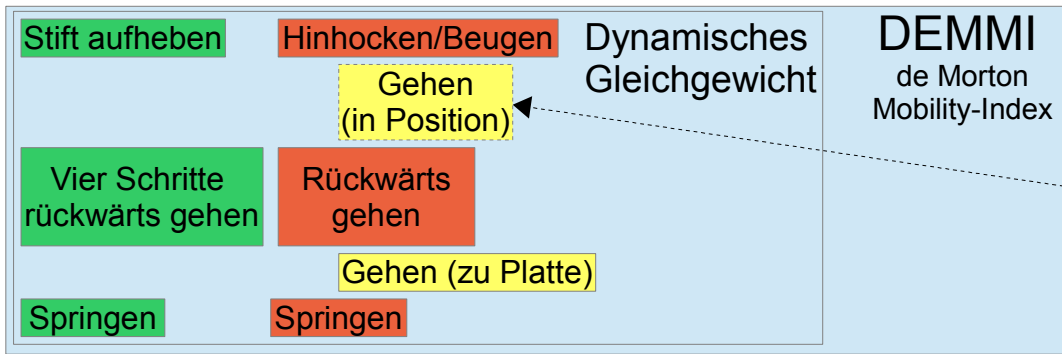 Stift aufheben
Hinhocken/Beugen
Dynamisches
Gleichgewicht
DEMMI
de Morton
Mobility-Index
Gehen
(in Position)
Vier Schritte
rückwärts gehen
Rückwärts
gehen
Gehen (zu Platte)
Springen
Springen